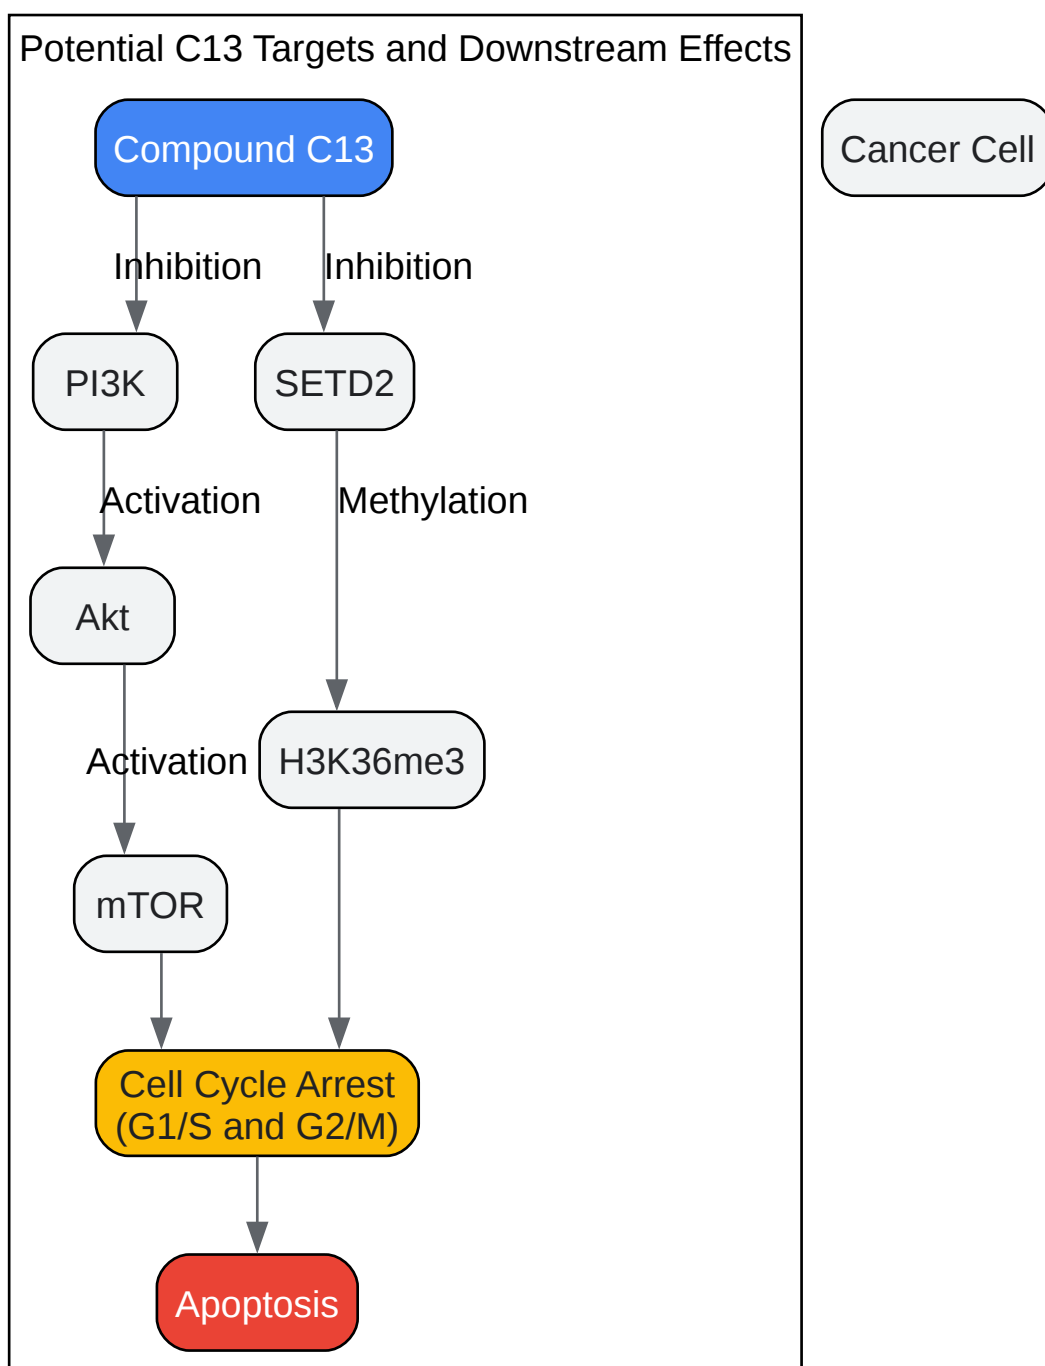 Potential C13 Targets and Downstream Effects
Compound C13
Cancer Cell
Inhibition
Inhibition
PI3K
SETD2
Activation
Methylation
Akt
Activation
H3K36me3
mTOR
Cell Cycle Arrest
(G1/S and G2/M)
Apoptosis